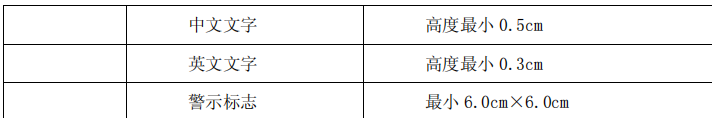 中文文字 高度最小 0.5cm
英文文字 高度最小 0.3cm
警示标志 最小 6.0cm×6.0cm